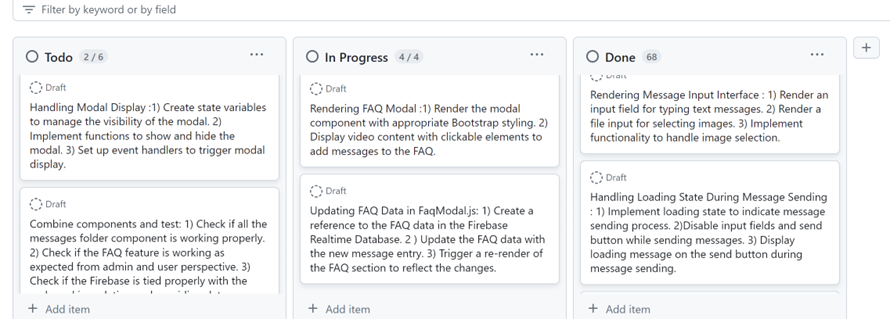 Filter by keyword or by field
Todo 2 / 6 ...
Draft
Handling Modal Display :1) Create state variables
to manage the visibility of the modal. 2)
Implement functions to show and hide the
modal. 3) Set up event handlers to trigger modal
display.
Draft
Combine components and test: 1) Check if all the
messages folder component is working properly.
2) Check if the FAQ feature is working as
expected from admin and user perspective. 3)
Check if the Firebase is tied properly with the
+ Add item
In Progress 4 / 4 ...
Draft
Rendering FAQ Modal :1) Render the modal
component with appropriate Bootstrap styling. 2)
Display video content with clickable elements to
add messages to the FAQ.
Draft
Updating FAQ Data in FaqModal.js: 1) Create a
reference to the FAQ data in the Firebase
Realtime Database. 2 ) Update the FAQ data with
the new message entry. 3) Trigger a re-render of
the FAQ section to reflect the changes.
+ Add item
Done 68 ...
Draft
Rendering Message Input Interface : 1) Render an
input field for typing text messages. 2) Render a
file input for selecting images. 3) Implement
functionality to handle image selection.
Draft
Handling Loading State During Message Sending
: 1) Implement loading state to indicate message
sending process. 2)Disable input fields and send
button while sending messages. 3) Display
loading message on the send button during
message sending.
+ Add item
+